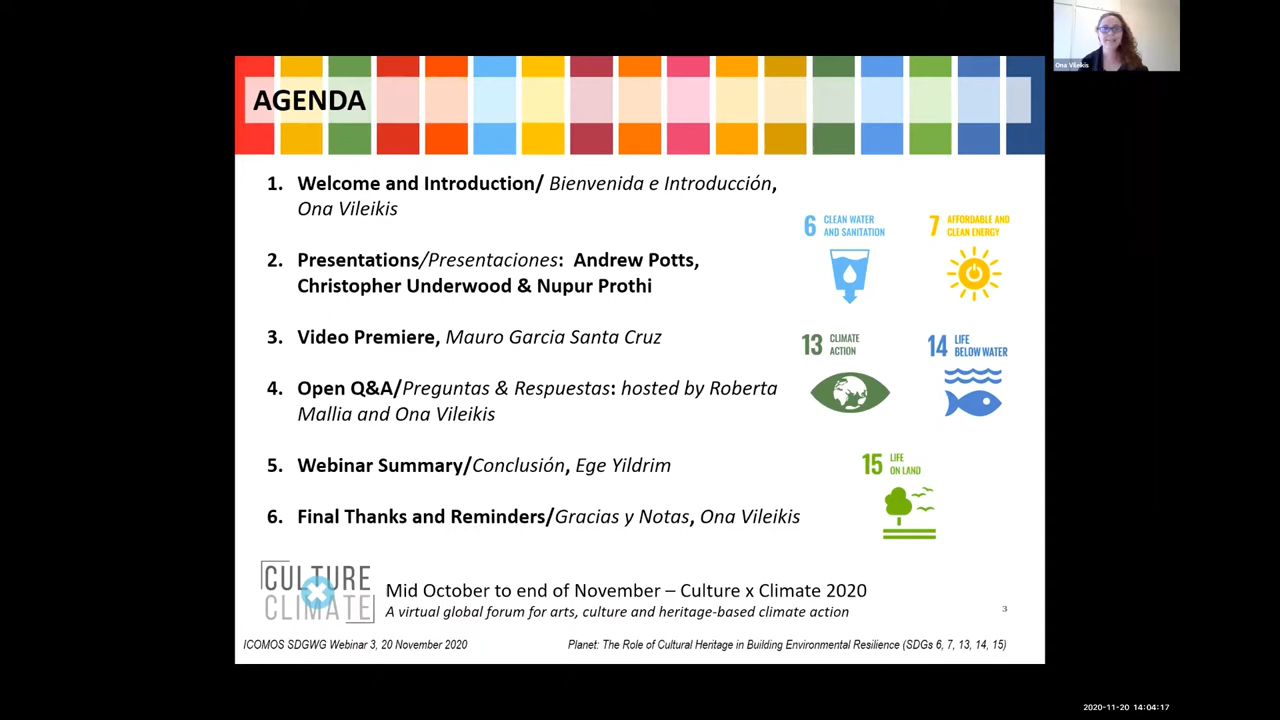 Ona Vileikis
AGENDA
1. Welcome and Introduction/ Bienvenida e Introducción,
Ona Vileikis
2. Presentations/Presentaciones: Andrew Potts,
Christopher Underwood & Nupur Prothi
3. Video Premiere, Mauro Garcia Santa Cruz
4. Open Q&A/Preguntas & Respuestas: hosted by Roberta
Mallia and Ona Vileikis
5. Webinar Summary/Conclusión, Ege Yildrim
6. Final Thanks and Reminders/Gracias y Notas, Ona Vileikis
6 CLEAN WATER
AND SANITATION
7 AFFORDABLE AND
CLEAN ENERGY
13 CLIMATE
ACTION
14 LIFE
BELOW WATER
15 LIFE
ON LAND
CULTURE
X
CLIMATE
Mid October to end of November – Culture x Climate 2020
A virtual global forum for arts, culture and heritage-based climate action
3
ICOMOS SDGWG Webinar 3, 20 November 2020
Planet: The Role of Cultural Heritage in Building Environmental Resilience (SDGs 6, 7, 13, 14, 15)
2020-11-20 14:04:17